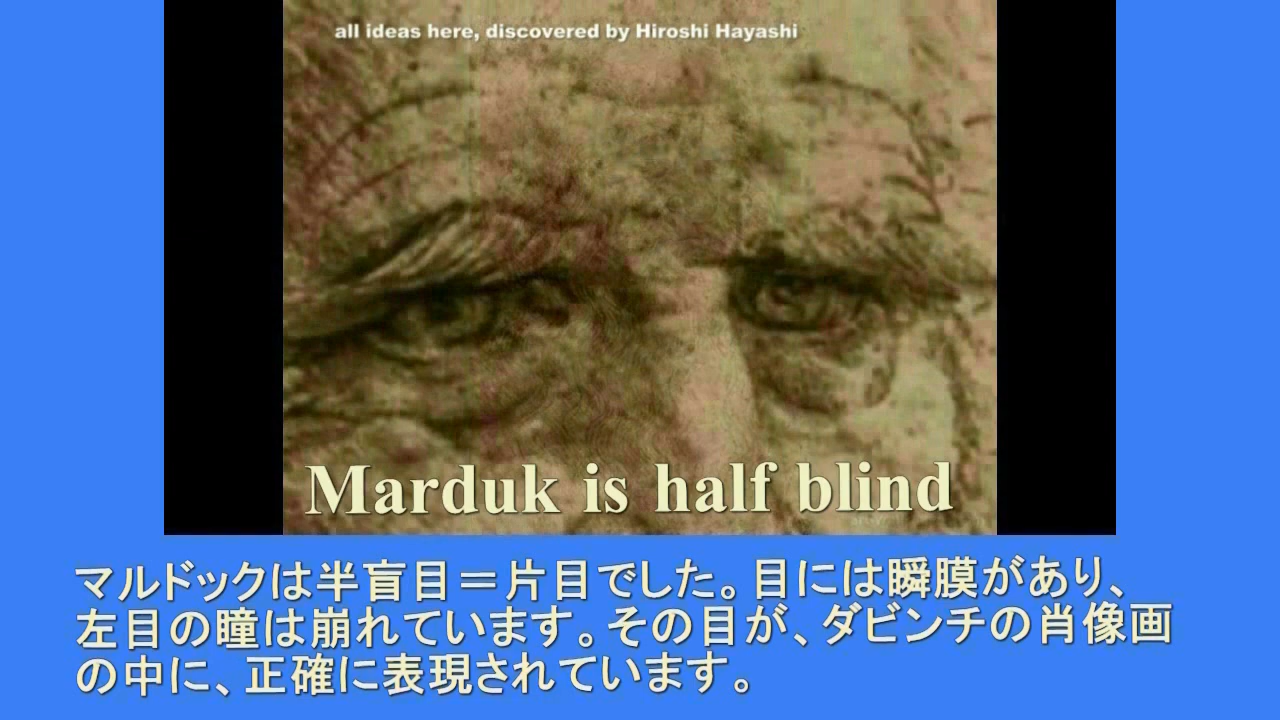 all ideas here, discovered by Hiroshi Hayashi
Marduk is half blind
マルドックは半盲目＝片目でした。目には瞬膜があり、
左目の瞳は崩れています。その目が、ダビンチの肖像画
の中に、正確に表現されています。